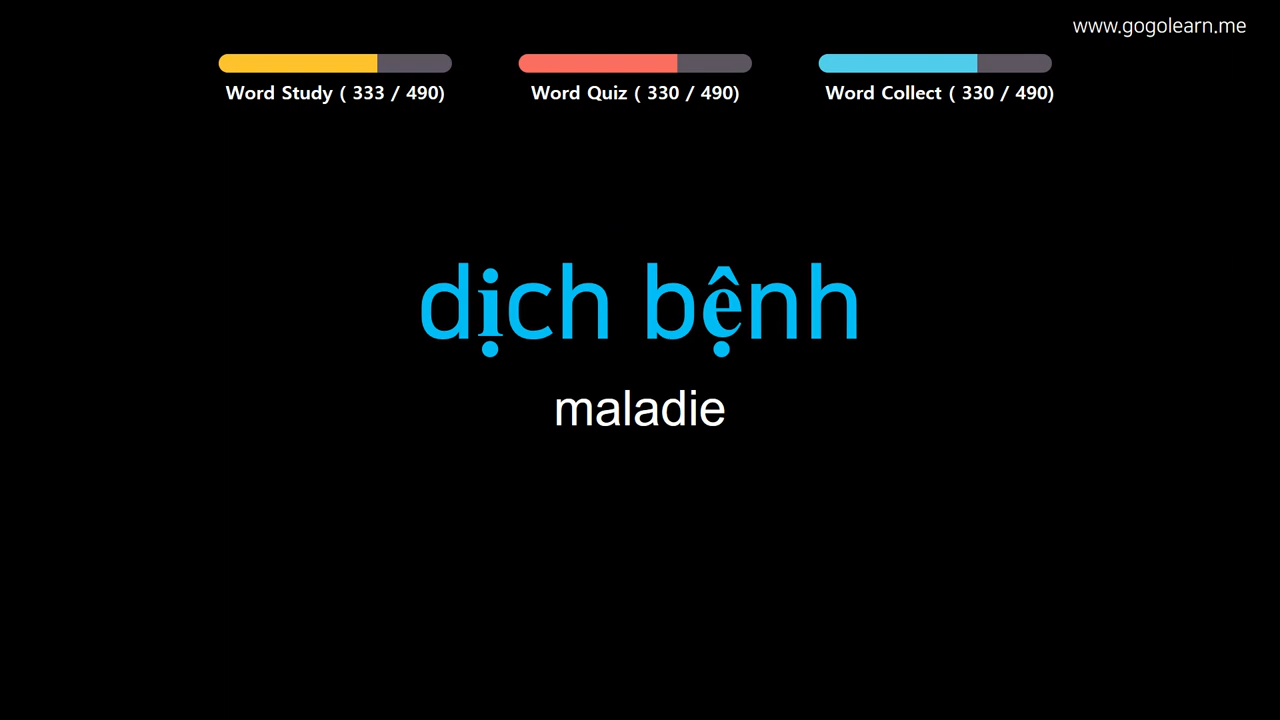 www.gogolearn.me
Word Study ( 333 / 490)
Word Quiz ( 330 / 490)
Word Collect ( 330 / 490)
dịch bệnh
maladie